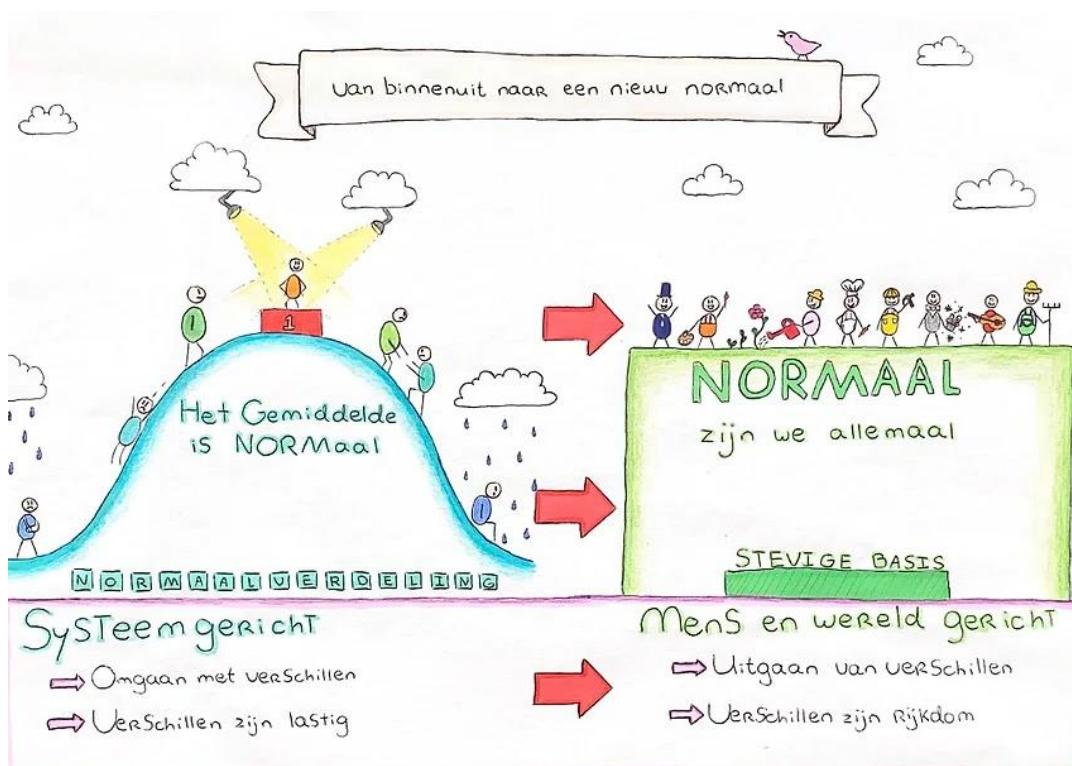 Van binnenuit naar een nieuw normaal
1
Het Gemiddelde
is NORMaal
NORMAALVERDELING
NORMAAL
zijn we allemaal
STEVIGE BASIS
Systeemgericht
Omgaan met verschillen
Verschillen zijn lastig
Mens en wereld gericht
Uitgaan van verschillen
Verschillen zijn Rijkdom